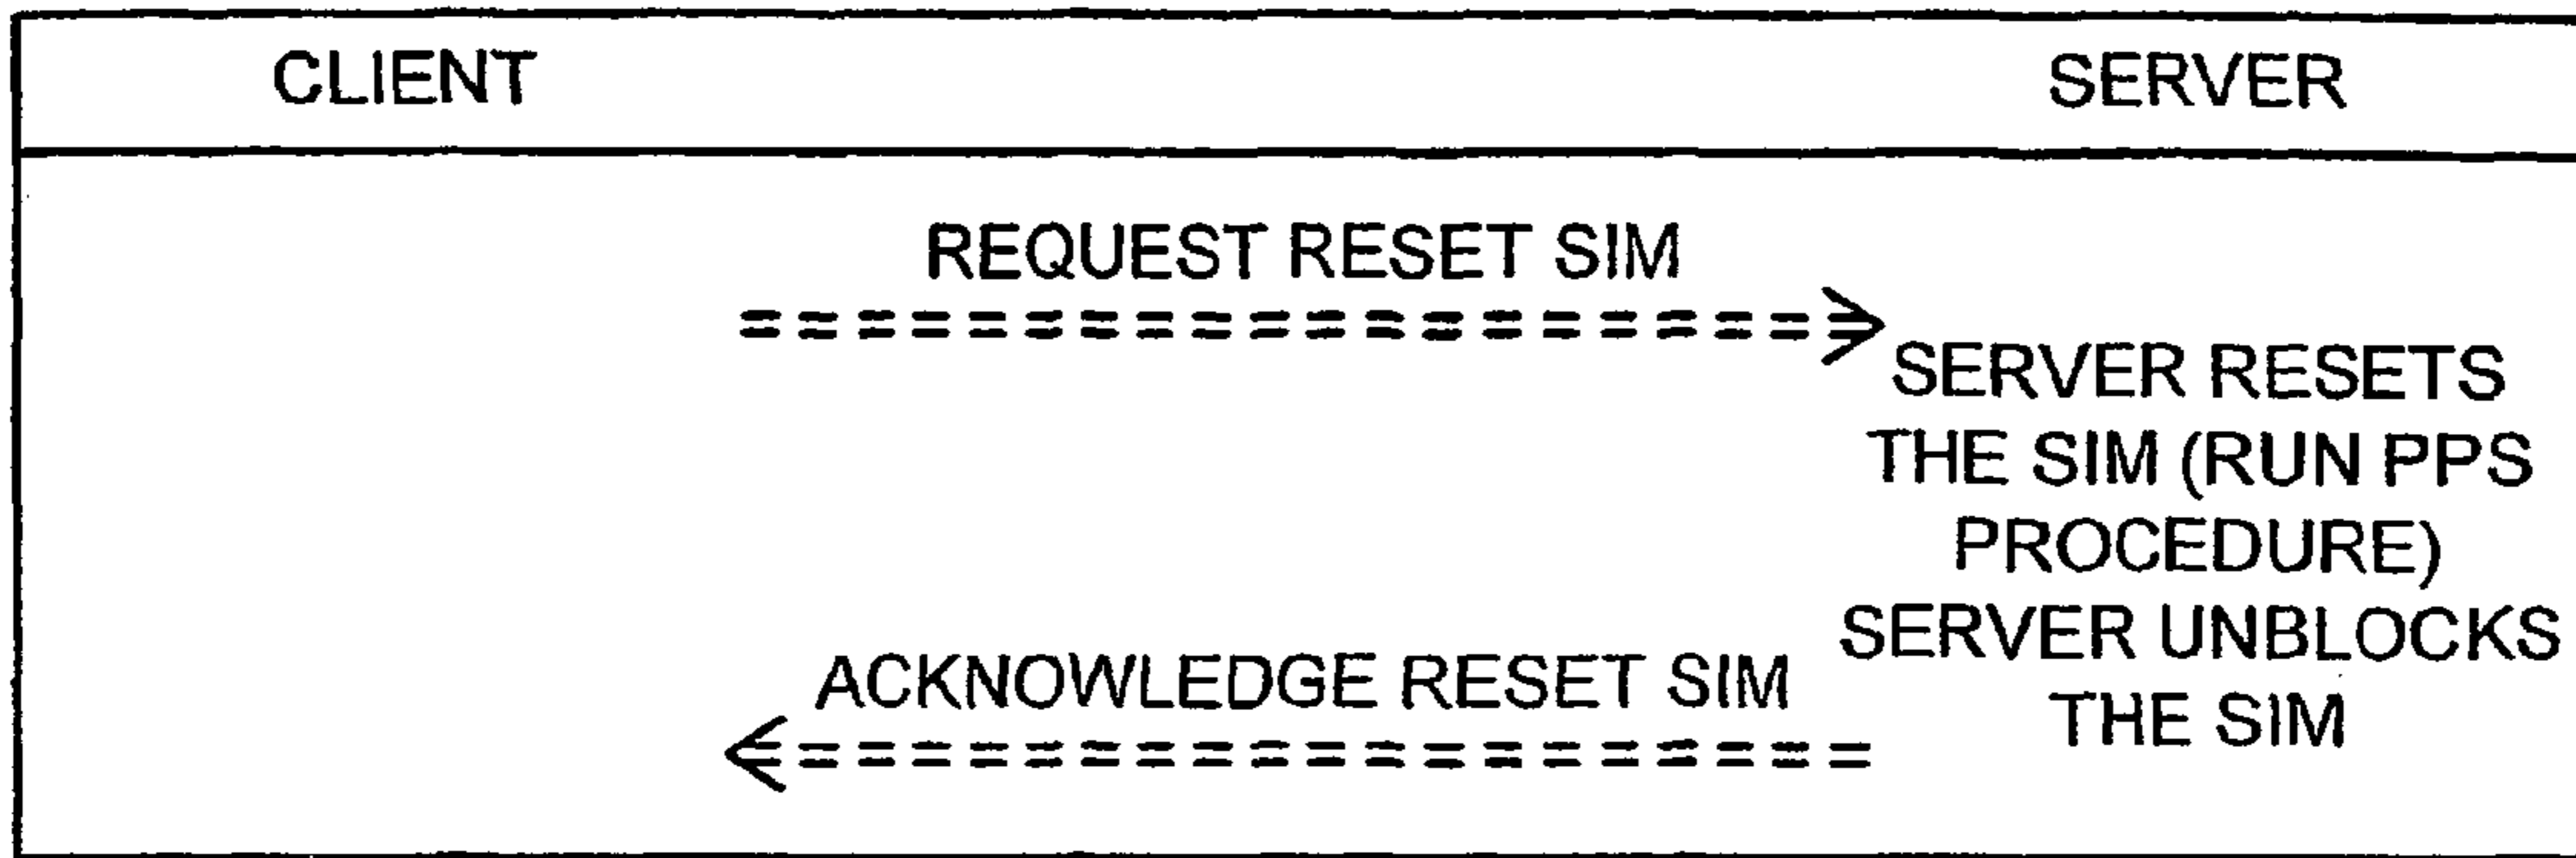 CLIENT
SERVER
REQUEST RESET SIM
SERVER RESETS
THE SIM (RUN PPS
PROCEDURE)
SERVER UNBLOCKS
THE SIM
ACKNOWLEDGE RESET SIM